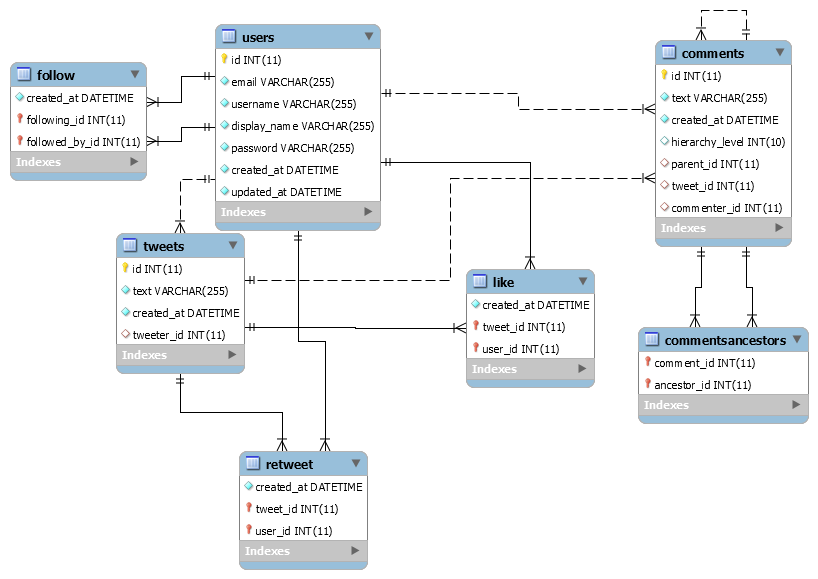 users
id INT(11)
email VARCHAR(255)
username VARCHAR(255)
display_name VARCHAR(255)
password VARCHAR(255)
created_at DATETIME
updated_at DATETIME
Indexes
follow
created_at DATETIME
following_id INT(11)
followed_by_id INT(11)
Indexes
comments
id INT(11)
text VARCHAR(255)
created_at DATETIME
hierarchy_level INT(10)
parent_id INT(11)
tweet_id INT(11)
commenter_id INT(11)
Indexes
tweets
id INT(11)
text VARCHAR(255)
created_at DATETIME
tweeter_id INT(11)
Indexes
like
created_at DATETIME
tweet_id INT(11)
user_id INT(11)
Indexes
commentsancestors
comment_id INT(11)
ancestor_id INT(11)
Indexes
retweet
created_at DATETIME
tweet_id INT(11)
user_id INT(11)
Indexes